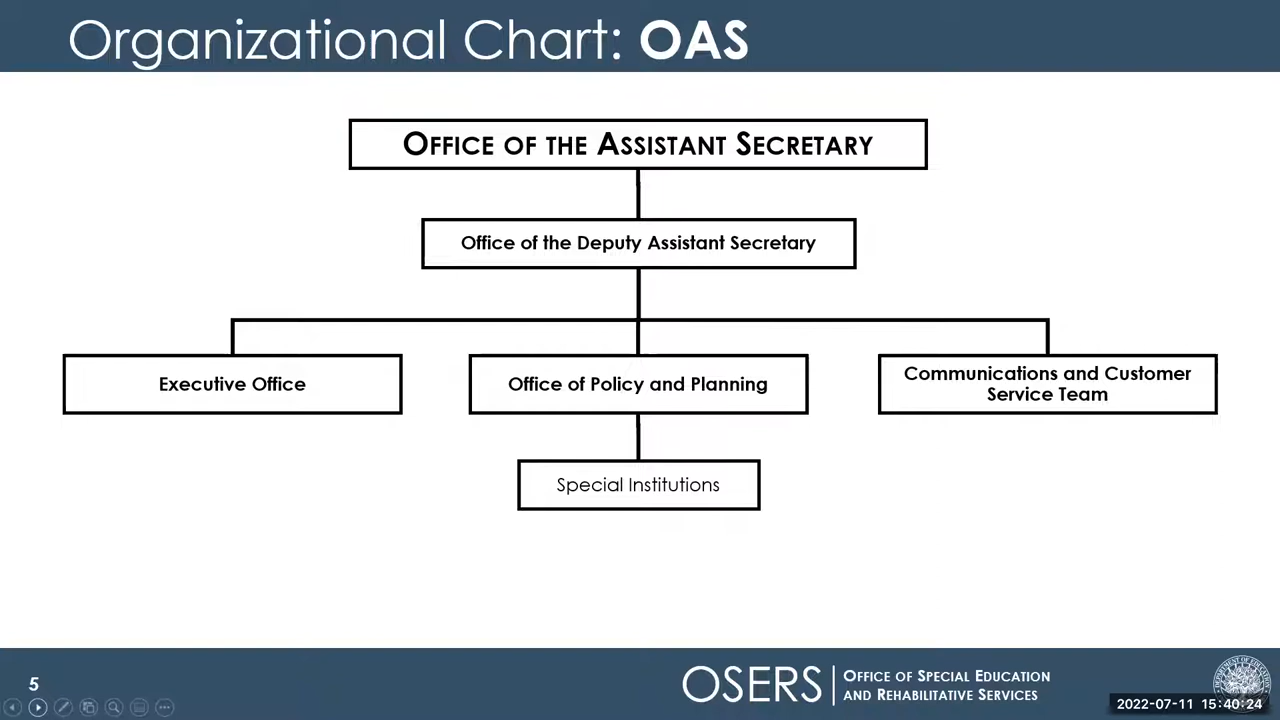 Organizational Chart: OAS
OFFICE OF THE ASSISTANT SECRETARY
Office of the Deputy Assistant Secretary
Executive Office
Office of Policy and Planning
Communications and Customer
Service Team
Special Institutions
5
OSERS
OFFICE OF SPECIAL EDUCATION
AND REHABILITATIVE SERVICES
2022-07-11 15:40:24